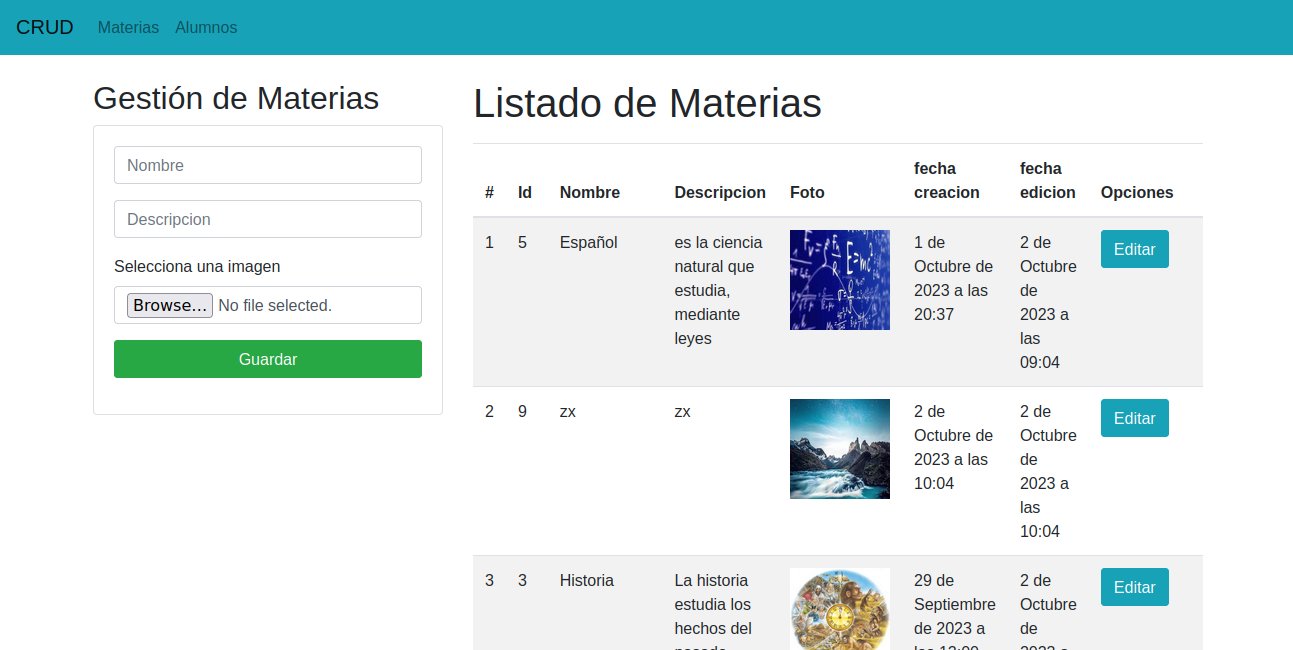 CRUD Materias Alumnos
Gestión de Materias
Nombre
Descripcion
Selecciona una imagen
Browse... No file selected.
Guardar
Listado de Materias
# Id Nombre Descripcion Foto fecha creacion fecha edicion Opciones
1 5 Español
es la ciencia
natural que
estudia,
mediante
leyes
E=mc²
1 de
Octubre de
2023 a las
20:37
2 de
Octubre
de
2023 a
las
09:04
Editar
2 9 zx zx
2 de
Octubre de
2023 a las
10:04
2 de
Octubre
de
2023 a
las
10:04
Editar
3 3 Historia
La historia
estudia los
hechos del
29 de
Septiembre
de 2023 a
2 de
Octubre
de
Editar